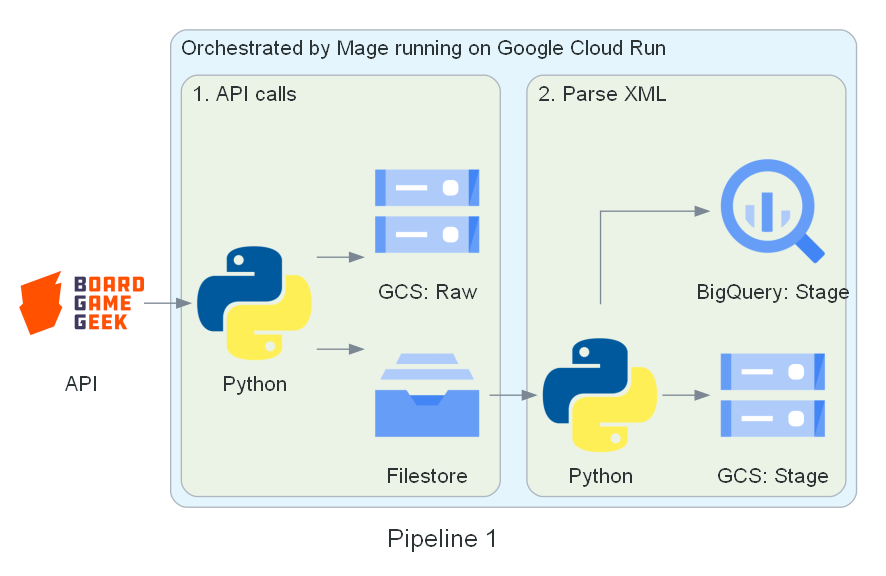 Orchestrated by Mage running on Google Cloud Run
1. API calls
2. Parse XML
GCS: Raw
BigQuery: Stage
BOARD
GAME
GEEK
API
Python
Filestore
Python
GCS: Stage
Pipeline 1